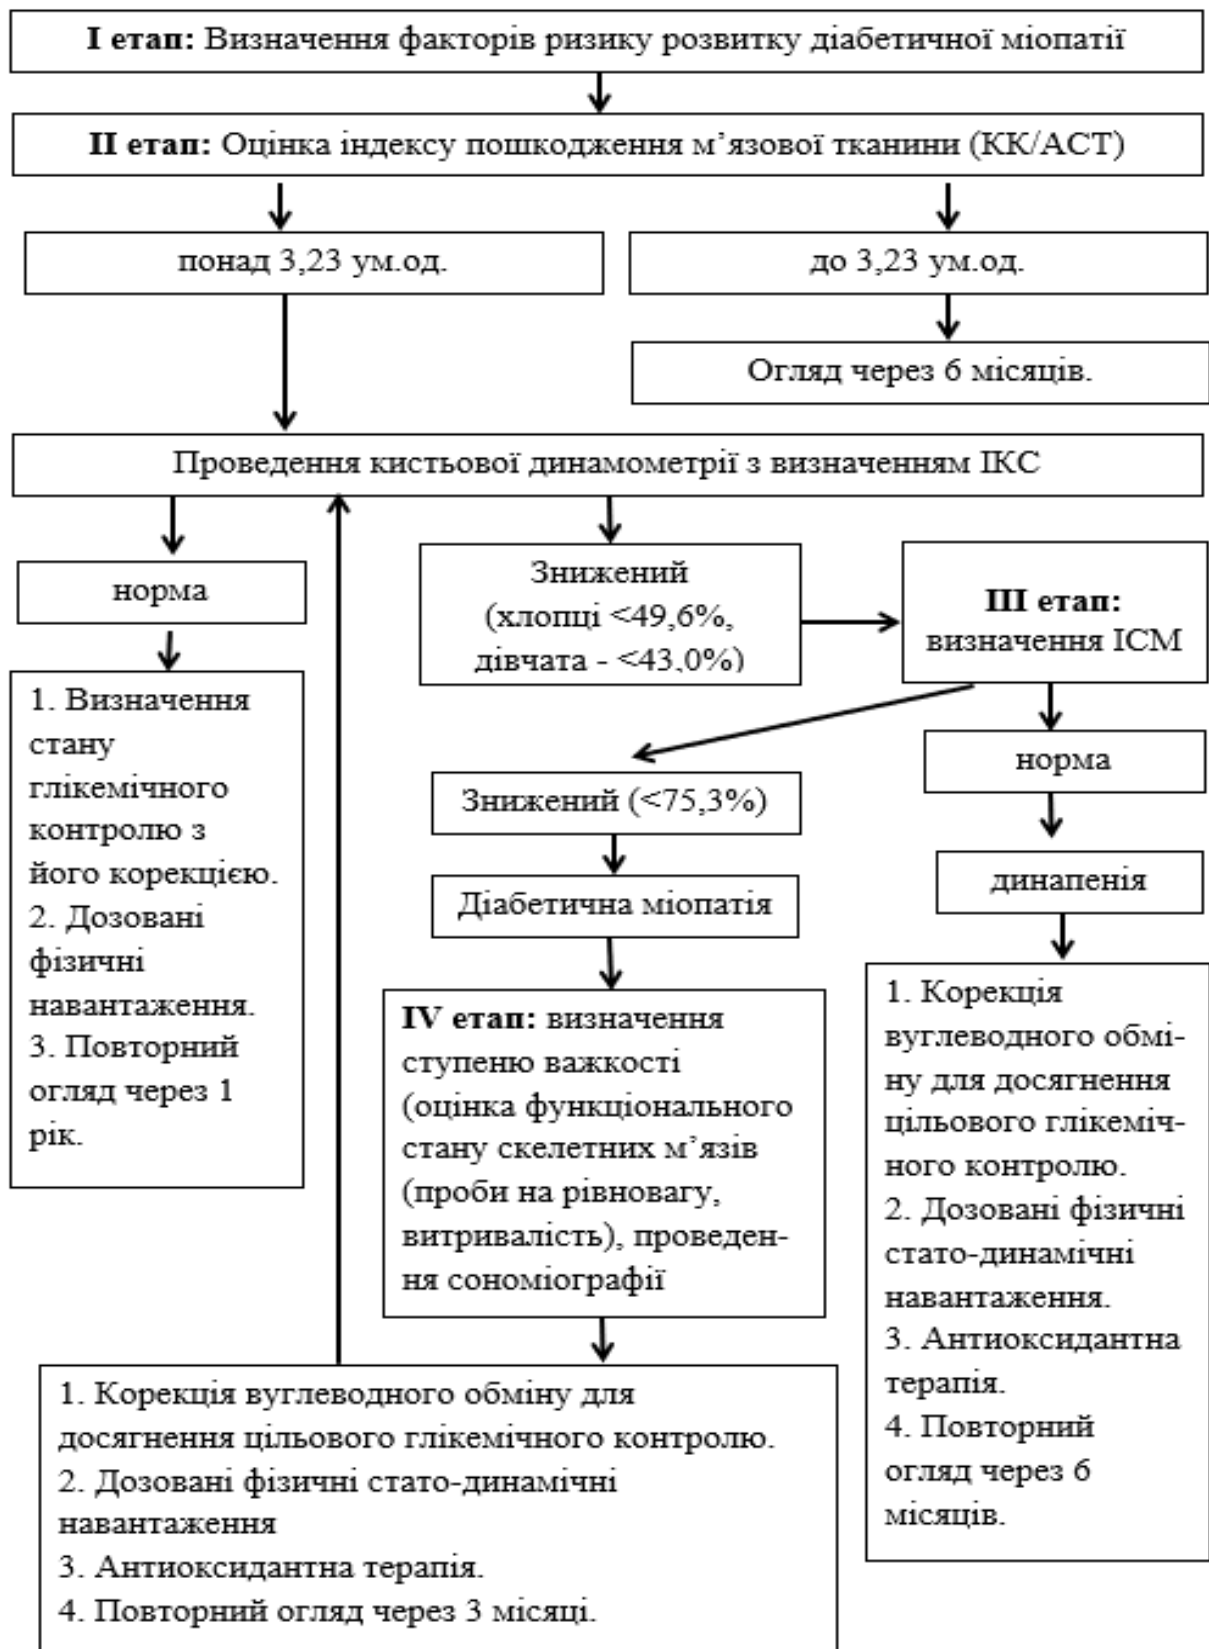 І етап: Визначення факторів ризику розвитку діабетичної міопатії
ІІ етап: Оцінка індексу пошкодження м’язової тканини (КК/АСТ)
понад 3,23 ум.од.
до 3,23 ум.од.
Огляд через 6 місяців.
Проведення кистьової динамометрії з визначенням ІКС
норма
Знижений
(хлопці <49,6%,
дівчата - <43,0%)
ІІІ етап:
визначення ІСМ
1. Визначення
стану
глікемічного
контролю з
його корекцією.
2. Дозовані
фізичні
навантаження.
3. Повторний
огляд через 1
рік.
Знижений (<75,3%)
норма
Діабетична міопатія
динапенія
IV етап: визначення
ступеню важкості
(оцінка функціонального
стану скелетних м’язів
(проби на рівновагу,
витривалість), проведен-
ня сономіографії
1. Корекція
вуглеводного обмі-
ну для досягнення
цільового глікеміч-
ного контролю.
2. Дозовані фізичні
стато-динамічні
навантаження.
3. Антиоксидантна
терапія.
4. Повторний
огляд через 6
місяців.
1. Корекція вуглеводного обміну для
досягнення цільового глікемічного контролю.
2. Дозовані фізичні стато-динамічні
навантаження
3. Антиоксидантна терапія.
4. Повторний огляд через 3 місяці.